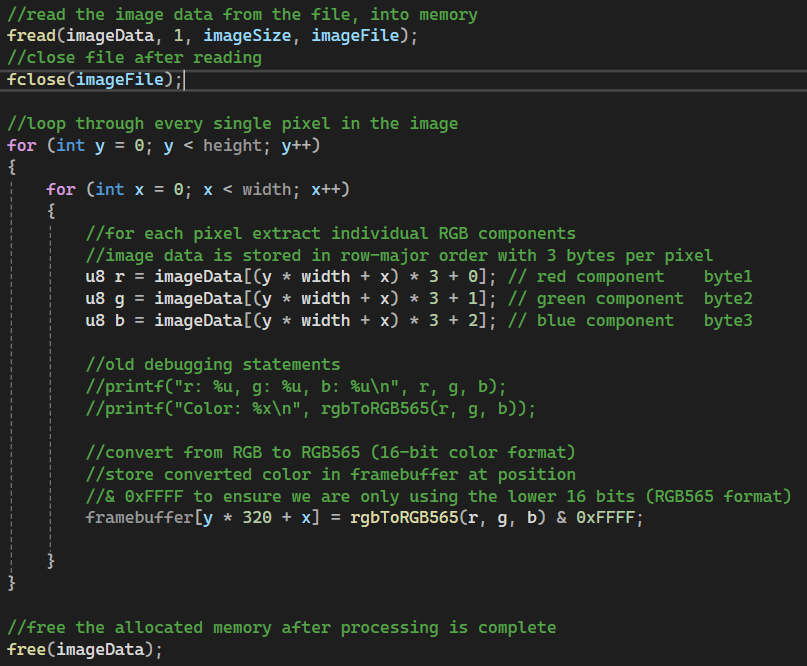 //read the image data from the file, into memory
fread(imageData, 1, imageSize, imageFile);
//close file after reading
fclose(imageFile);

//loop through every single pixel in the image
for (int y = 0; y < height; y++)
{
    for (int x = 0; x < width; x++)
    {
        //for each pixel extract individual RGB components
        //image data is stored in row-major order with 3 bytes per pixel
        u8 r = imageData[(y * width + x) * 3 + 0]; // red component    byte1
        u8 g = imageData[(y * width + x) * 3 + 1]; // green component  byte2
        u8 b = imageData[(y * width + x) * 3 + 2]; // blue component   byte3

        //old debugging statements
        //printf("r: %u, g: %u, b: %u\n", r, g, b);
        //printf("Color: %x\n", rgbToRGB565(r, g, b));

        //convert from RGB to RGB565 (16-bit color format)
        //store converted color in framebuffer at position
        //& 0xFFFF to ensure we are only using the lower 16 bits (RGB565 format)
        framebuffer[y * 320 + x] = rgbToRGB565(r, g, b) & 0xFFFF;

    }
}

//free the allocated memory after processing is complete
free(imageData);